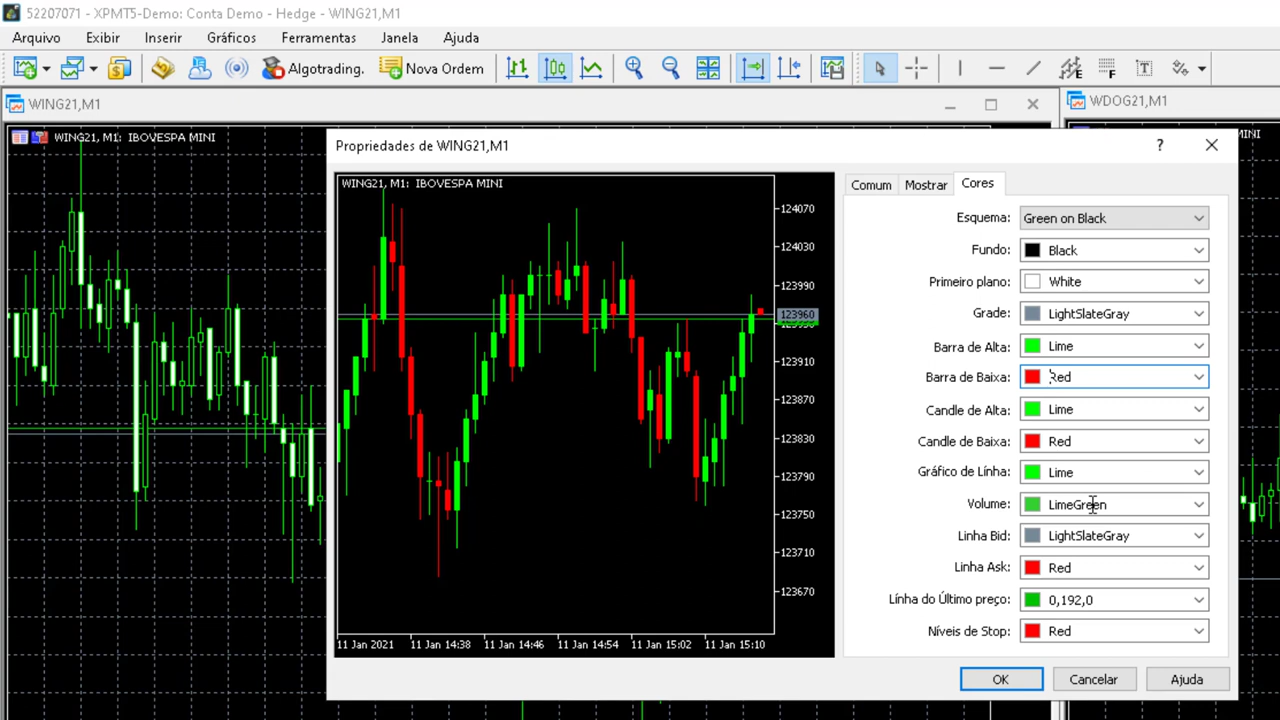 52207071 - XPMT5-Demo: Conta Demo - Hedge - WING21,M1
Arquivo Exibir Inserir Gráficos Ferramentas Janela Ajuda
Algotrading. Nova Ordem
WING21,M1
WDOG21,M1
WING21, M1: IBOVESPA MINI
MINI
Propriedades de WING21,M1
WING21, M1: IBOVESPA MINI
124070
124030
123990
123960
123910
123870
123830
123790
123750
123710
123670
11 Jan 2021 11 Jan 14:38 11 Jan 14:46 11 Jan 14:54 11 Jan 15:02 11 Jan 15:10
Comum Mostrar Cores
Esquema: Green on Black
Fundo: Black
Primeiro plano: White
Grade: LightSlateGray
Barra de Alta: Lime
Barra de Baixa: Red
Candle de Alta: Lime
Candle de Baixa: Red
Gráfico de Línha: Lime
Volume: LimeGreen
Linha Bid: LightSlateGray
Linha Ask: Red
Línha do Último preço: 0,192,0
Níveis de Stop: Red
OK Cancelar Ajuda